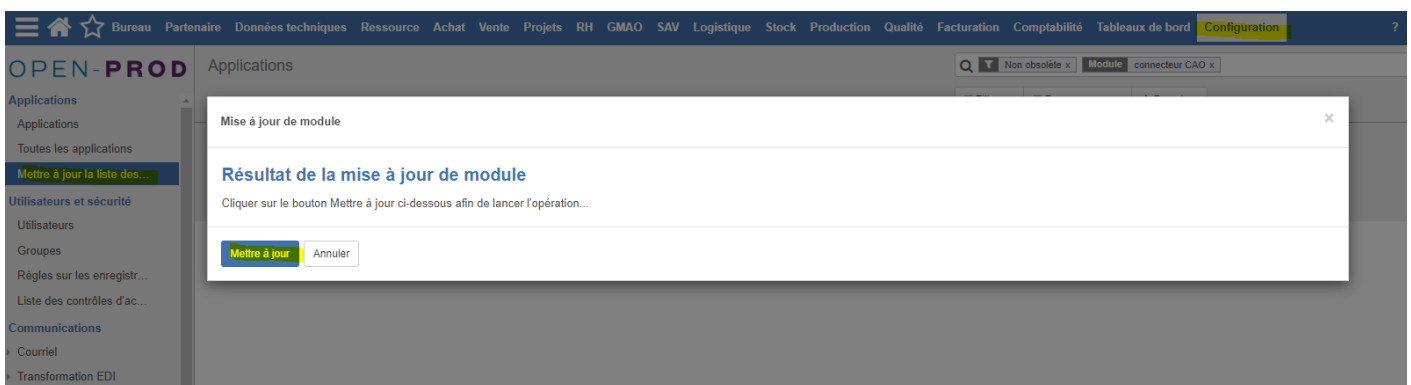 Bureau Partenaire Données techniques Ressource Achat Vente Projets RH GMAO SAV Logistique Stock Production Qualité Facturation Comptabilité Tableaux de bord Configuration ?
OPEN-PROD
Applications
Non obsolète x Module connecteur CAO x
Applications
Applications
Toutes les applications
Mettre à jour la liste des...
Utilisateurs et sécurité
Utilisateurs
Groupes
Règles sur les enregistr...
Liste des contrôles d'ac...
Communications
Courriel
Transformation EDI
Mise à jour de module
×
Résultat de la mise à jour de module
Cliquer sur le bouton Mettre à jour ci-dessous afin de lancer l'opération...
Mettre à jour Annuler